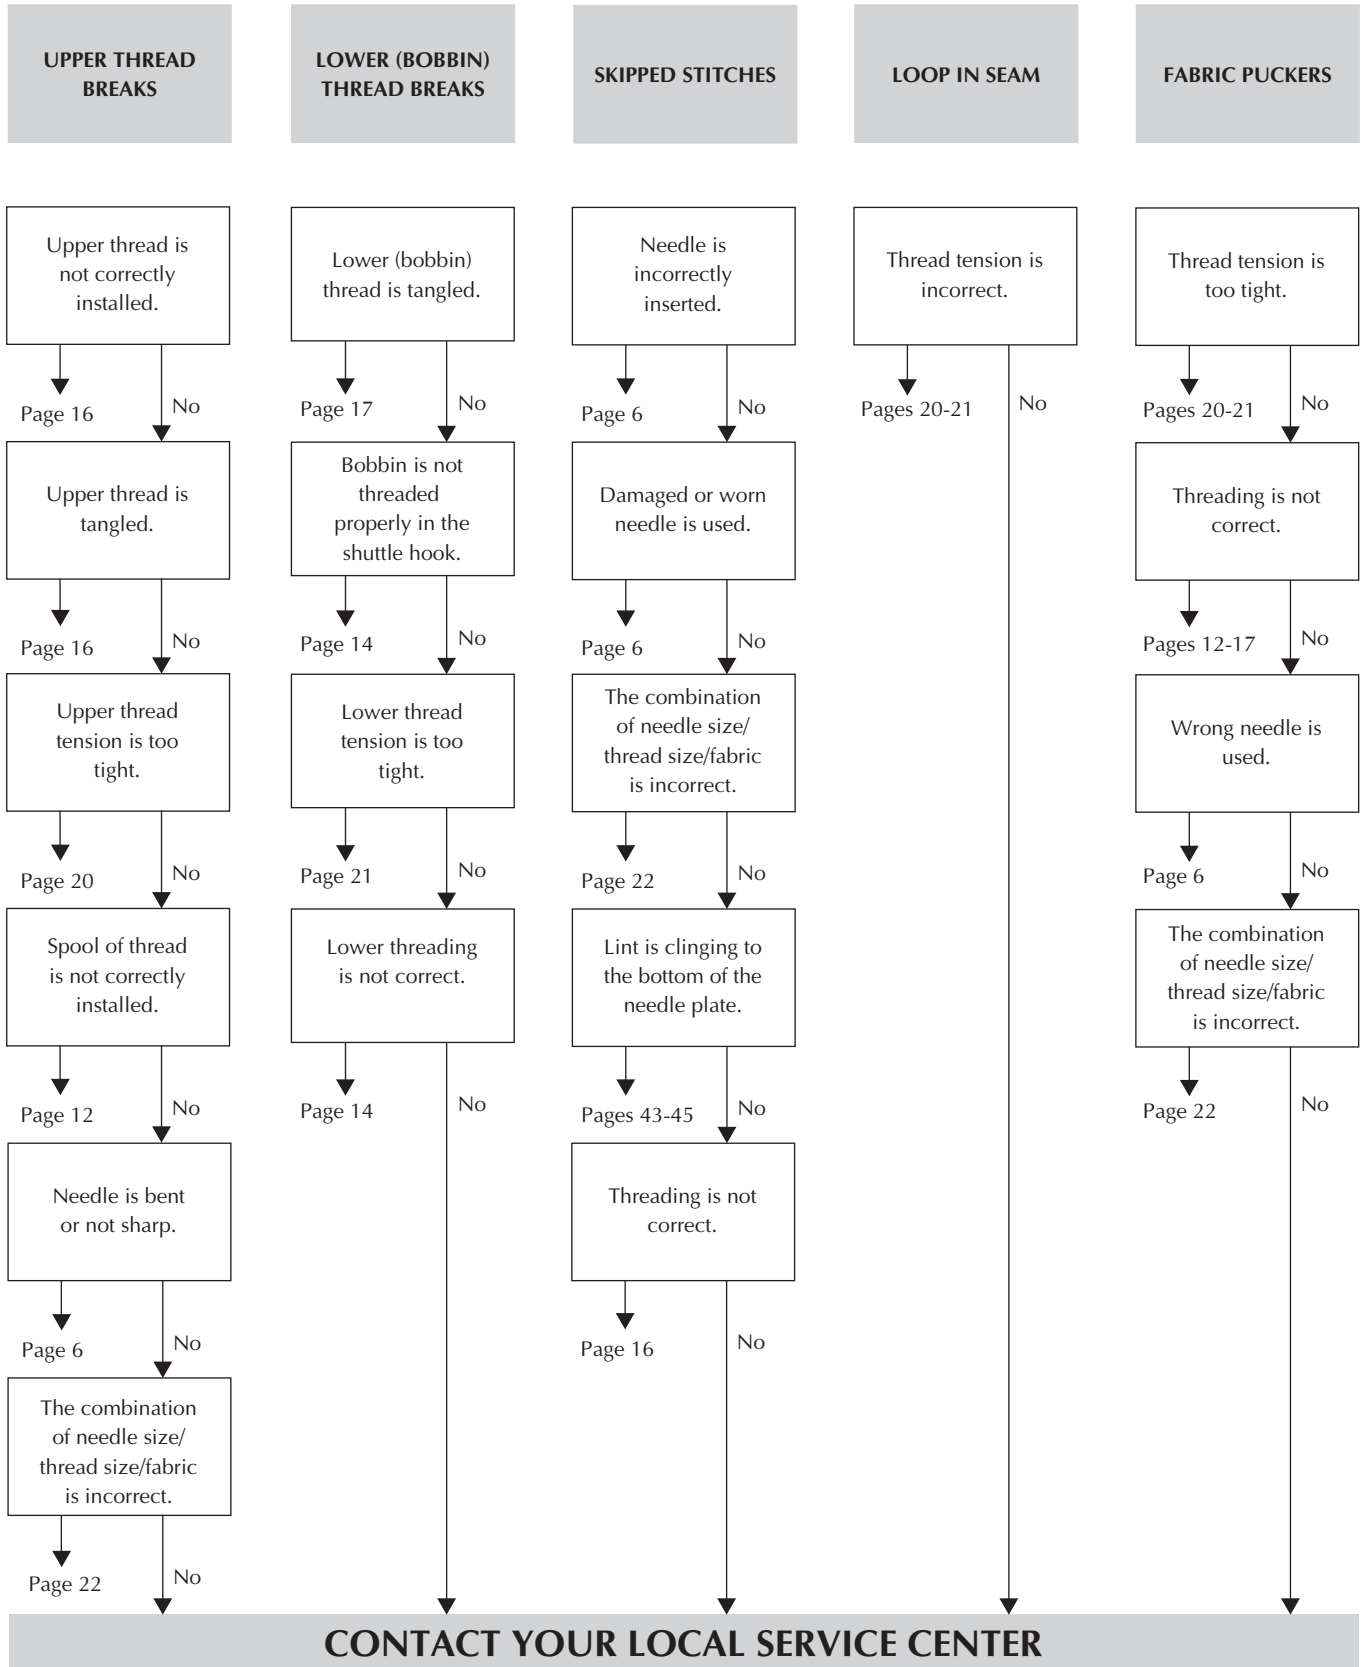 UPPER THREAD
BREAKS
LOWER (BOBBIN)
THREAD BREAKS
SKIPPED STITCHES
LOOP IN SEAM
FABRIC PUCKERS
Upper thread is
not correctly
installed.
Page 16
No
Upper thread is
tangled.
Page 16
No
Upper thread
tension is too
tight.
Page 20
No
Spool of thread
is not correctly
installed.
Page 12
No
Needle is bent
or not sharp.
Page 6
No
The combination
of needle size/
thread size/fabric
is incorrect.
Page 22
No
Lower (bobbin)
thread is tangled.
Page 17
No
Bobbin is not
threaded
properly in the
shuttle hook.
Page 14
No
Lower thread
tension is too
tight.
Page 21
No
Lower threading
is not correct.
Page 14
No
Needle is
incorrectly
inserted.
Page 6
No
Damaged or worn
needle is used.
Page 6
No
The combination
of needle size/
thread size/fabric
is incorrect.
Page 22
No
Lint is clinging to
the bottom of the
needle plate.
Pages 43-45
No
Threading is not
correct.
Page 16
No
Thread tension is
incorrect.
Pages 20-21
No
Thread tension is
too tight.
Pages 20-21
No
Threading is not
correct.
Pages 12-17
No
Wrong needle is
used.
Page 6
No
The combination
of needle size/
thread size/fabric
is incorrect.
Page 22
No
CONTACT YOUR LOCAL SERVICE CENTER